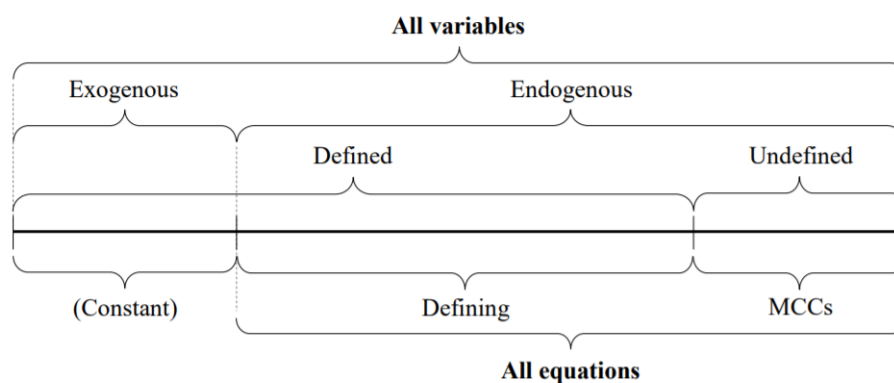 All variables
Exogenous Endogenous
Defined Undefined
(Constant) Defining MCCs
All equations